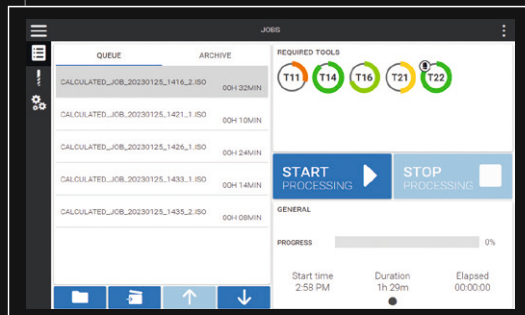 JOBS
QUEUE ARCHIVE
CALCULATED_JOB_20230125_1416_2.ISO 00H 32MIN
CALCULATED_JOB_20230125_1421_1.ISO 00H 10MIN
CALCULATED_JOB_20230125_1426_1.ISO 00H 24MIN
CALCULATED_JOB_20230125_1433_1.ISO 00H 14MIN
CALCULATED_JOB_20230125_1435_2.ISO 00H 08MIN
REQUIRED TOOLS
T11 T14 T16 T21 T22
START PROCESSING
STOP PROCESSING
GENERAL
PROGRESS 0%
Start time Duration Elapsed
2:58 PM 1h 29m 00:00:00